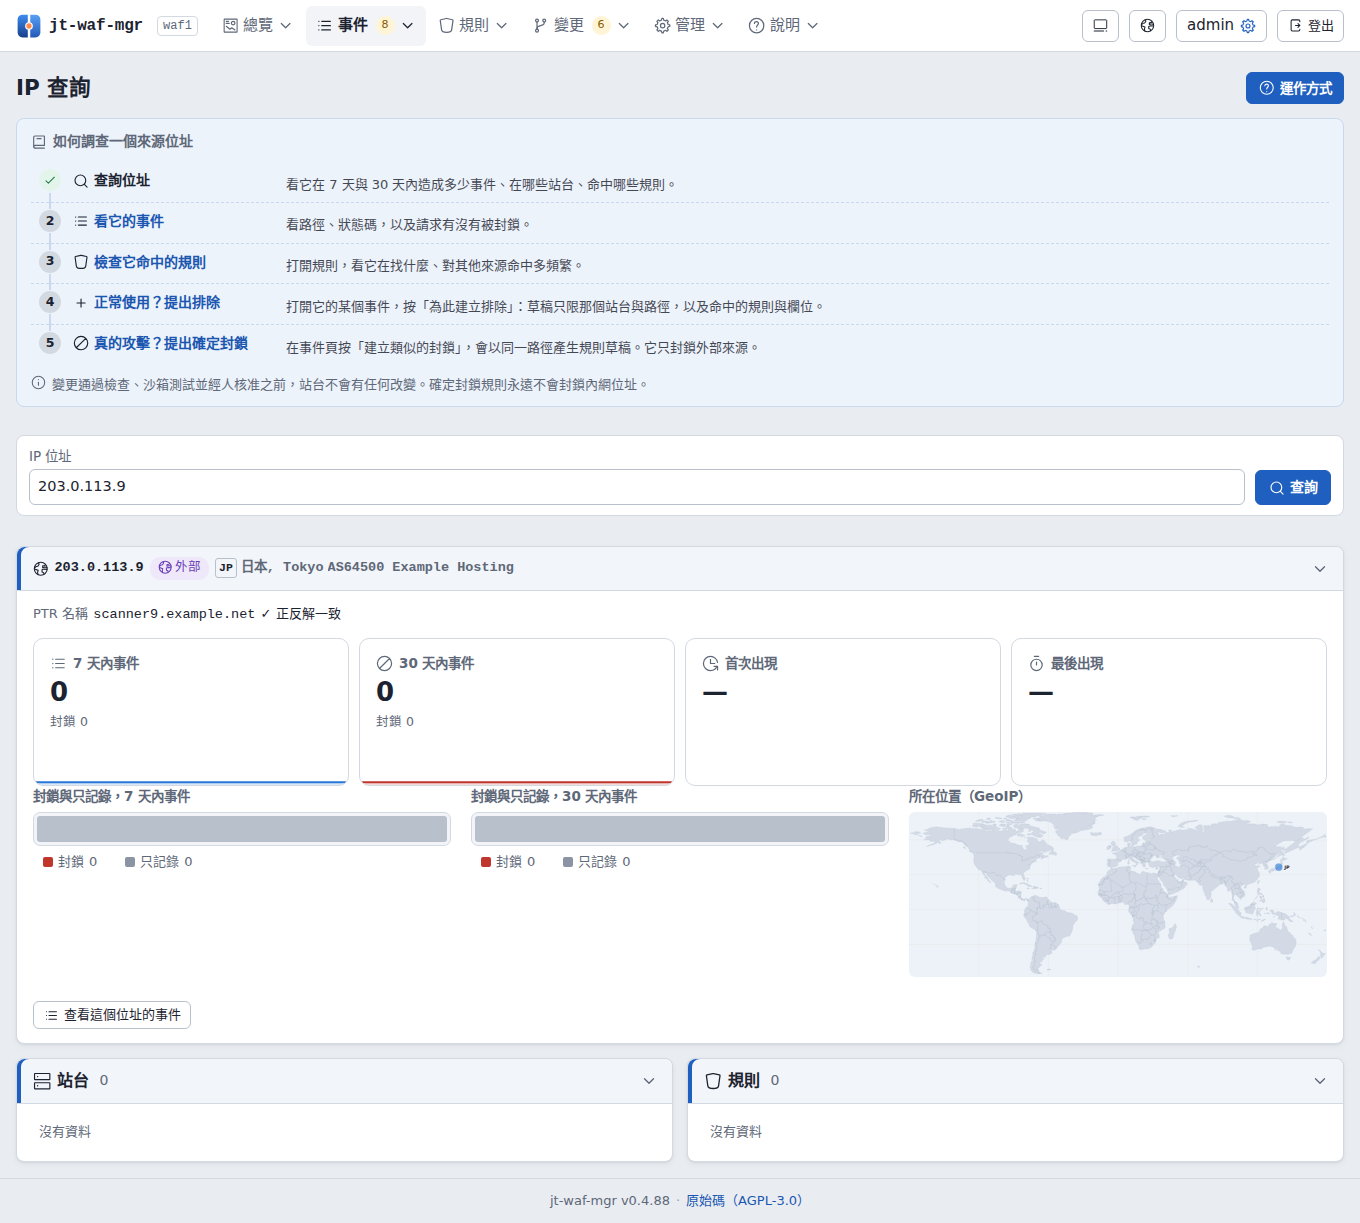 jt-waf-mgr waf1 總覽 事件 8 規則 變更 6 管理 說明 admin 登出
IP 查詢
運作方式
如何調查一個來源位址
查詢位址 看它在 7 天與 30 天內造成多少事件、在哪些站台、命中哪些規則。
2 看它的事件 看路徑、狀態碼，以及請求有沒有被封鎖。
3 檢查它命中的規則 打開規則，看它在找什麼、對其他來源命中多頻繁。
4 正常使用？提出排除 打開它的某個事件，按「為此建立排除」：草稿只限那個站台與路徑，以及命中的規則與欄位。
5 真的攻擊？提出確定封鎖 在事件頁按「建立類似的封鎖」，會以同一路徑產生規則草稿。它只封鎖外部來源。
變更通過檢查、沙箱測試並經人核准之前，站台不會有任何改變。確定封鎖規則永遠不會封鎖內網位址。
IP 位址
203.0.113.9
查詢
203.0.113.9 外部 JP 日本, Tokyo AS64500 Example Hosting
PTR 名稱 scanner9.example.net ✓ 正反解一致
7 天內事件
0
封鎖 0
30 天內事件
0
封鎖 0
首次出現
—
最後出現
—
封鎖與只記錄，7 天內事件
封鎖 0 只記錄 0
封鎖與只記錄，30 天內事件
封鎖 0 只記錄 0
所在位置（GeoIP）
JP
查看這個位址的事件
站台 0
沒有資料
規則 0
沒有資料
jt-waf-mgr v0.4.88 · 原始碼（AGPL-3.0）